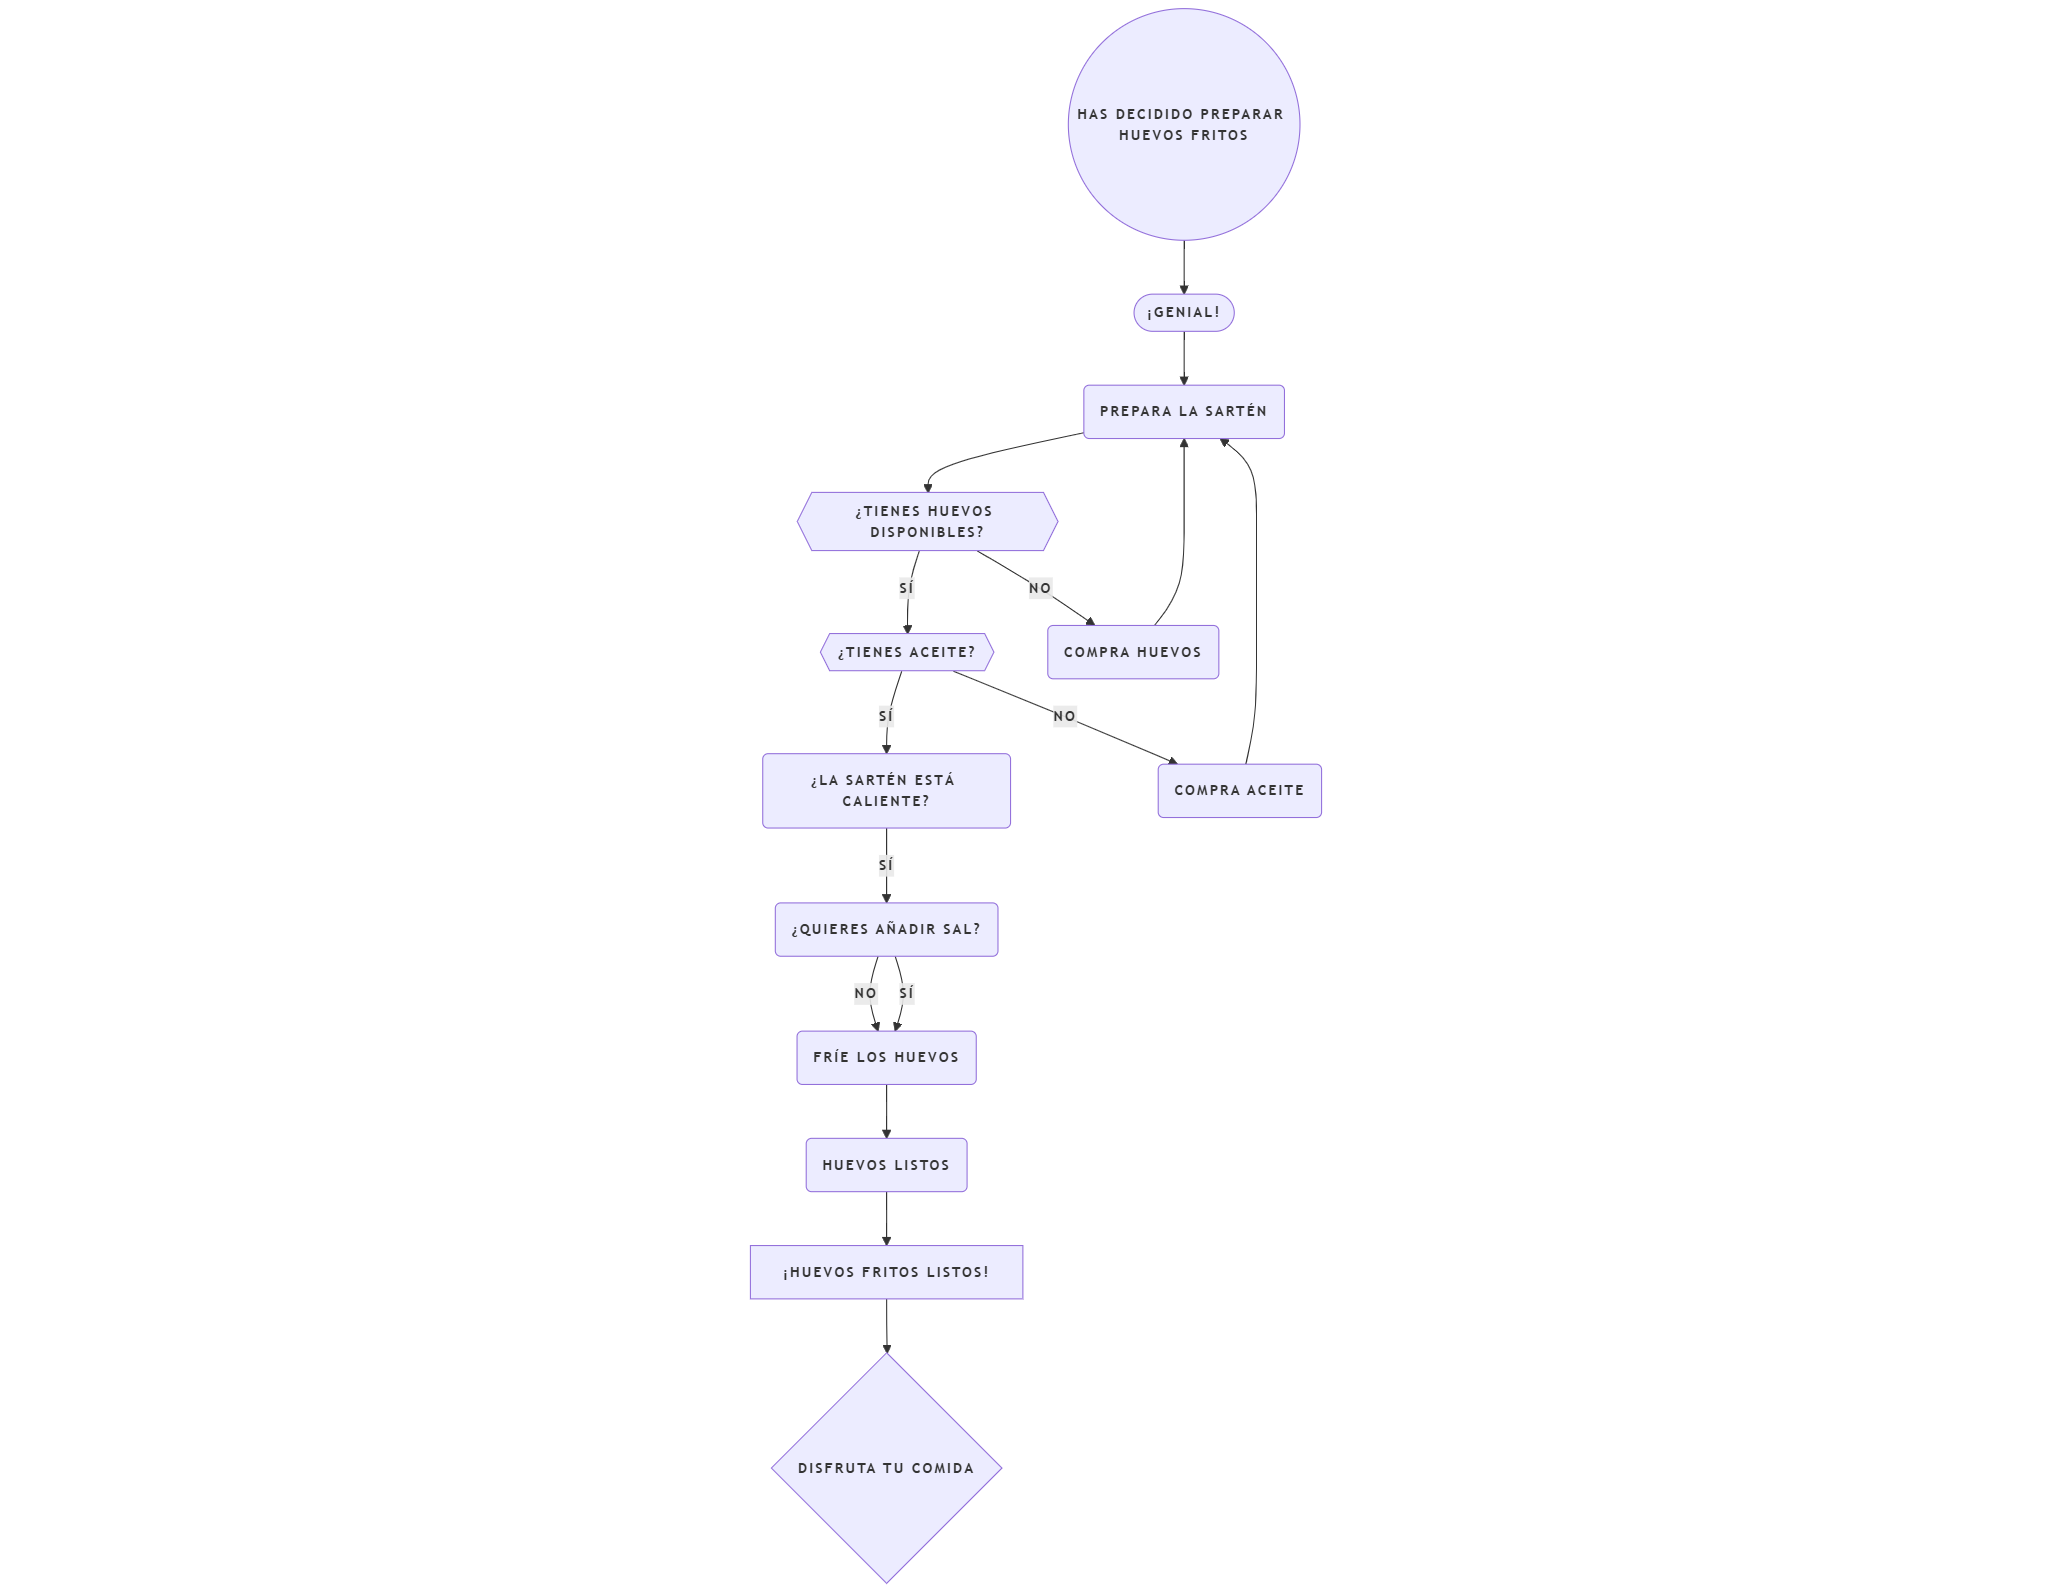 HAS DECIDIDO PREPARAR
HUEVOS FRITOS
¡GENIAL!
PREPARA LA SARTÉN
¿TIENES HUEVOS
DISPONIBLES?
SÍ
NO
¿TIENES ACEITE?
COMPRA HUEVOS
SÍ
NO
¿LA SARTÉN ESTÁ
CALIENTE?
COMPRA ACEITE
SÍ
¿QUIERES AÑADIR SAL?
NO
SÍ
FRÍE LOS HUEVOS
HUEVOS LISTOS
¡HUEVOS FRITOS LISTOS!
DISFRUTA TU COMIDA